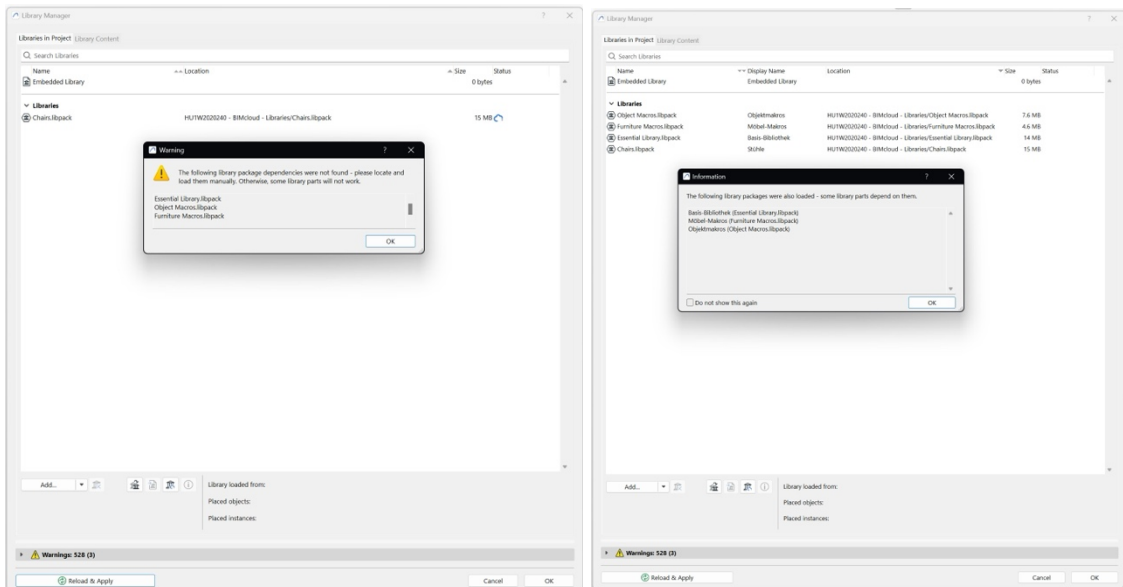 Library Manager
Libraries in Project Library Content
Search Libraries
Name Location Size Status
Embedded Library 0 bytes
Libraries
Chairs.libpack HU1W2020240 - BIMcloud - Libraries/Chairs.libpack 15 MB
Warning
The following library package dependencies were not found - please locate and
load them manually. Otherwise, some library parts will not work.
Essential Library.libpack
Object Macros.libpack
Furniture Macros.libpack
OK
Add...
Library loaded from:
Placed objects:
Placed instances:
Warnings: 528 (3)
Reload & Apply Cancel OK
Library Manager
Libraries in Project Library Content
Search Libraries
Name Display Name Location Size Status
Embedded Library Embedded Library 0 bytes
Libraries
Object Macros.libpack Objektmakros HU1W2020240 - BIMcloud - Libraries/Object Macros.libpack 7.6 MB
Furniture Macros.libpack Möbel-Makros HU1W2020240 - BIMcloud - Libraries/Furniture Macros.libpack 4.6 MB
Essential Library.libpack Basis-Bibliothek HU1W2020240 - BIMcloud - Libraries/Essential Library.libpack 14 MB
Chairs.libpack Stühle HU1W2020240 - BIMcloud - Libraries/Chairs.libpack 15 MB
Information
The following library packages were also loaded - some library parts depend on them.
Basis-Bibliothek (Essential Library.libpack)
Möbel-Makros (Furniture Macros.libpack)
Objektmakros (Object Macros.libpack)
Do not show this again OK
Add...
Library loaded from:
Placed objects:
Placed instances:
Warnings: 528 (3)
Reload & Apply Cancel OK